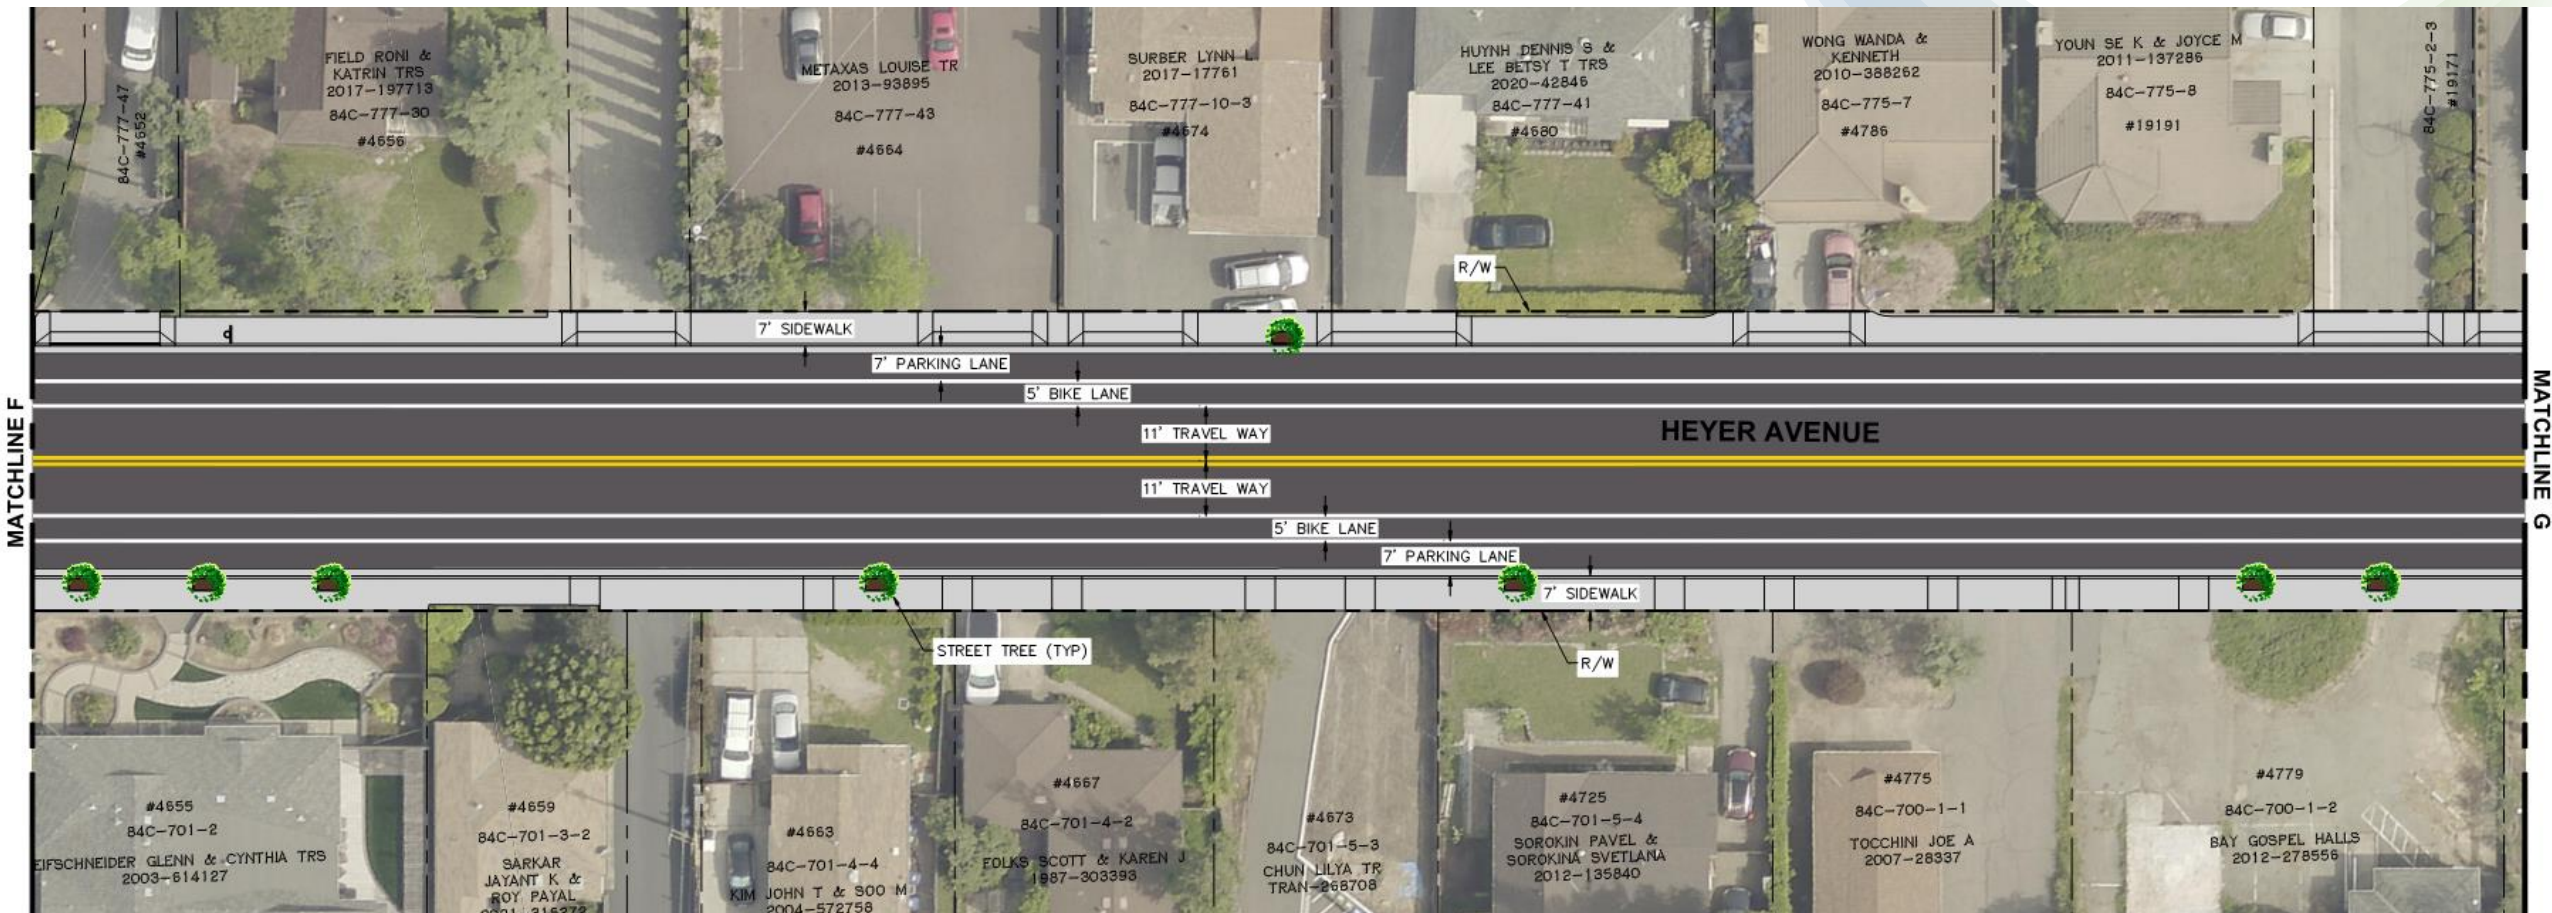 84C-777-47
#4652
FIELD RONI &
KATRIN TRS
2017-197713
84C-777-30
#4656
METAXAS LOUISE TR
2013-93895
84C-777-43
#4664
SURBER LYNN L
2017-17761
84C-777-10-3
#4674
HUYNH DENNIS S &
LEE BETSY T TRS
2020-42846
84C-777-41
#4680
WONG WANDA &
KENNETH
2010-388262
84C-775-7
#4786
YOUN SE K & JOYCE M
2011-137286
84C-775-8
#19191
84C-775-2-3
#19171
R/W
7' SIDEWALK
7' PARKING LANE
5' BIKE LANE
11' TRAVEL WAY
HEYER AVENUE
11' TRAVEL WAY
5' BIKE LANE
7' PARKING LANE
7' SIDEWALK
MATCHLINE F
MATCHLINE G
STREET TREE (TYP)
R/W
#4655
84C-701-2
EIFSCHNEIDER GLENN & CYNTHIA TRS
2003-614127
#4659
84C-701-3-2
SARKAR
JAYANT K &
ROY PAYAL
#4663
84C-701-4-4
KIM JOHN T & SOO M
2004-572758
#4667
84C-701-4-2
FOLKS SCOTT & KAREN J
1987-303393
#4673
84C-701-5-3
CHUN LILYA TR
TRAN-268708
#4725
84C-701-5-4
SOROKIN PAVEL &
SOROKINA SVETLANA
2012-135840
#4775
84C-700-1-1
TOCCHINI JOE A
2007-28337
#4779
84C-700-1-2
BAY GOSPEL HALLS
2012-278556